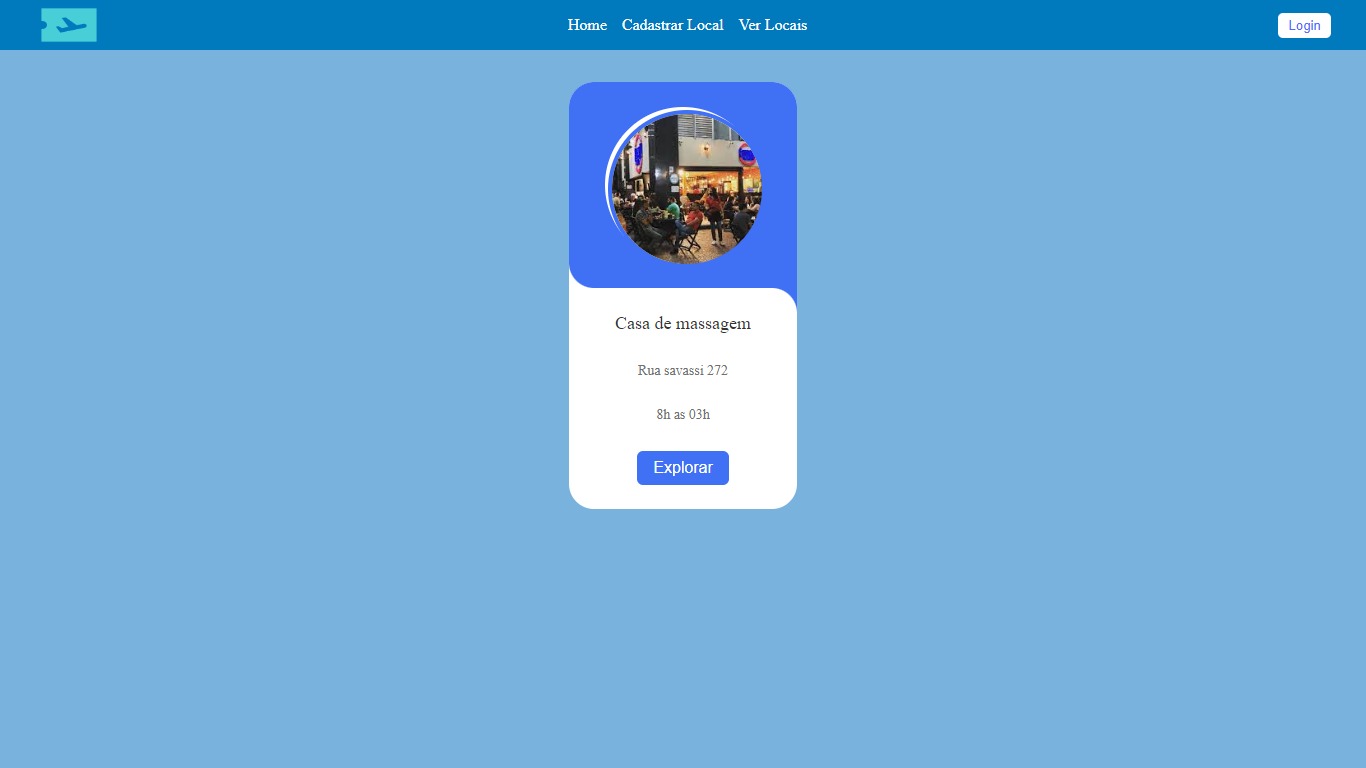 Home Cadastrar Local Ver Locais Login
Casa de massagem
Rua savassi 272
8h as 03h
Explorar